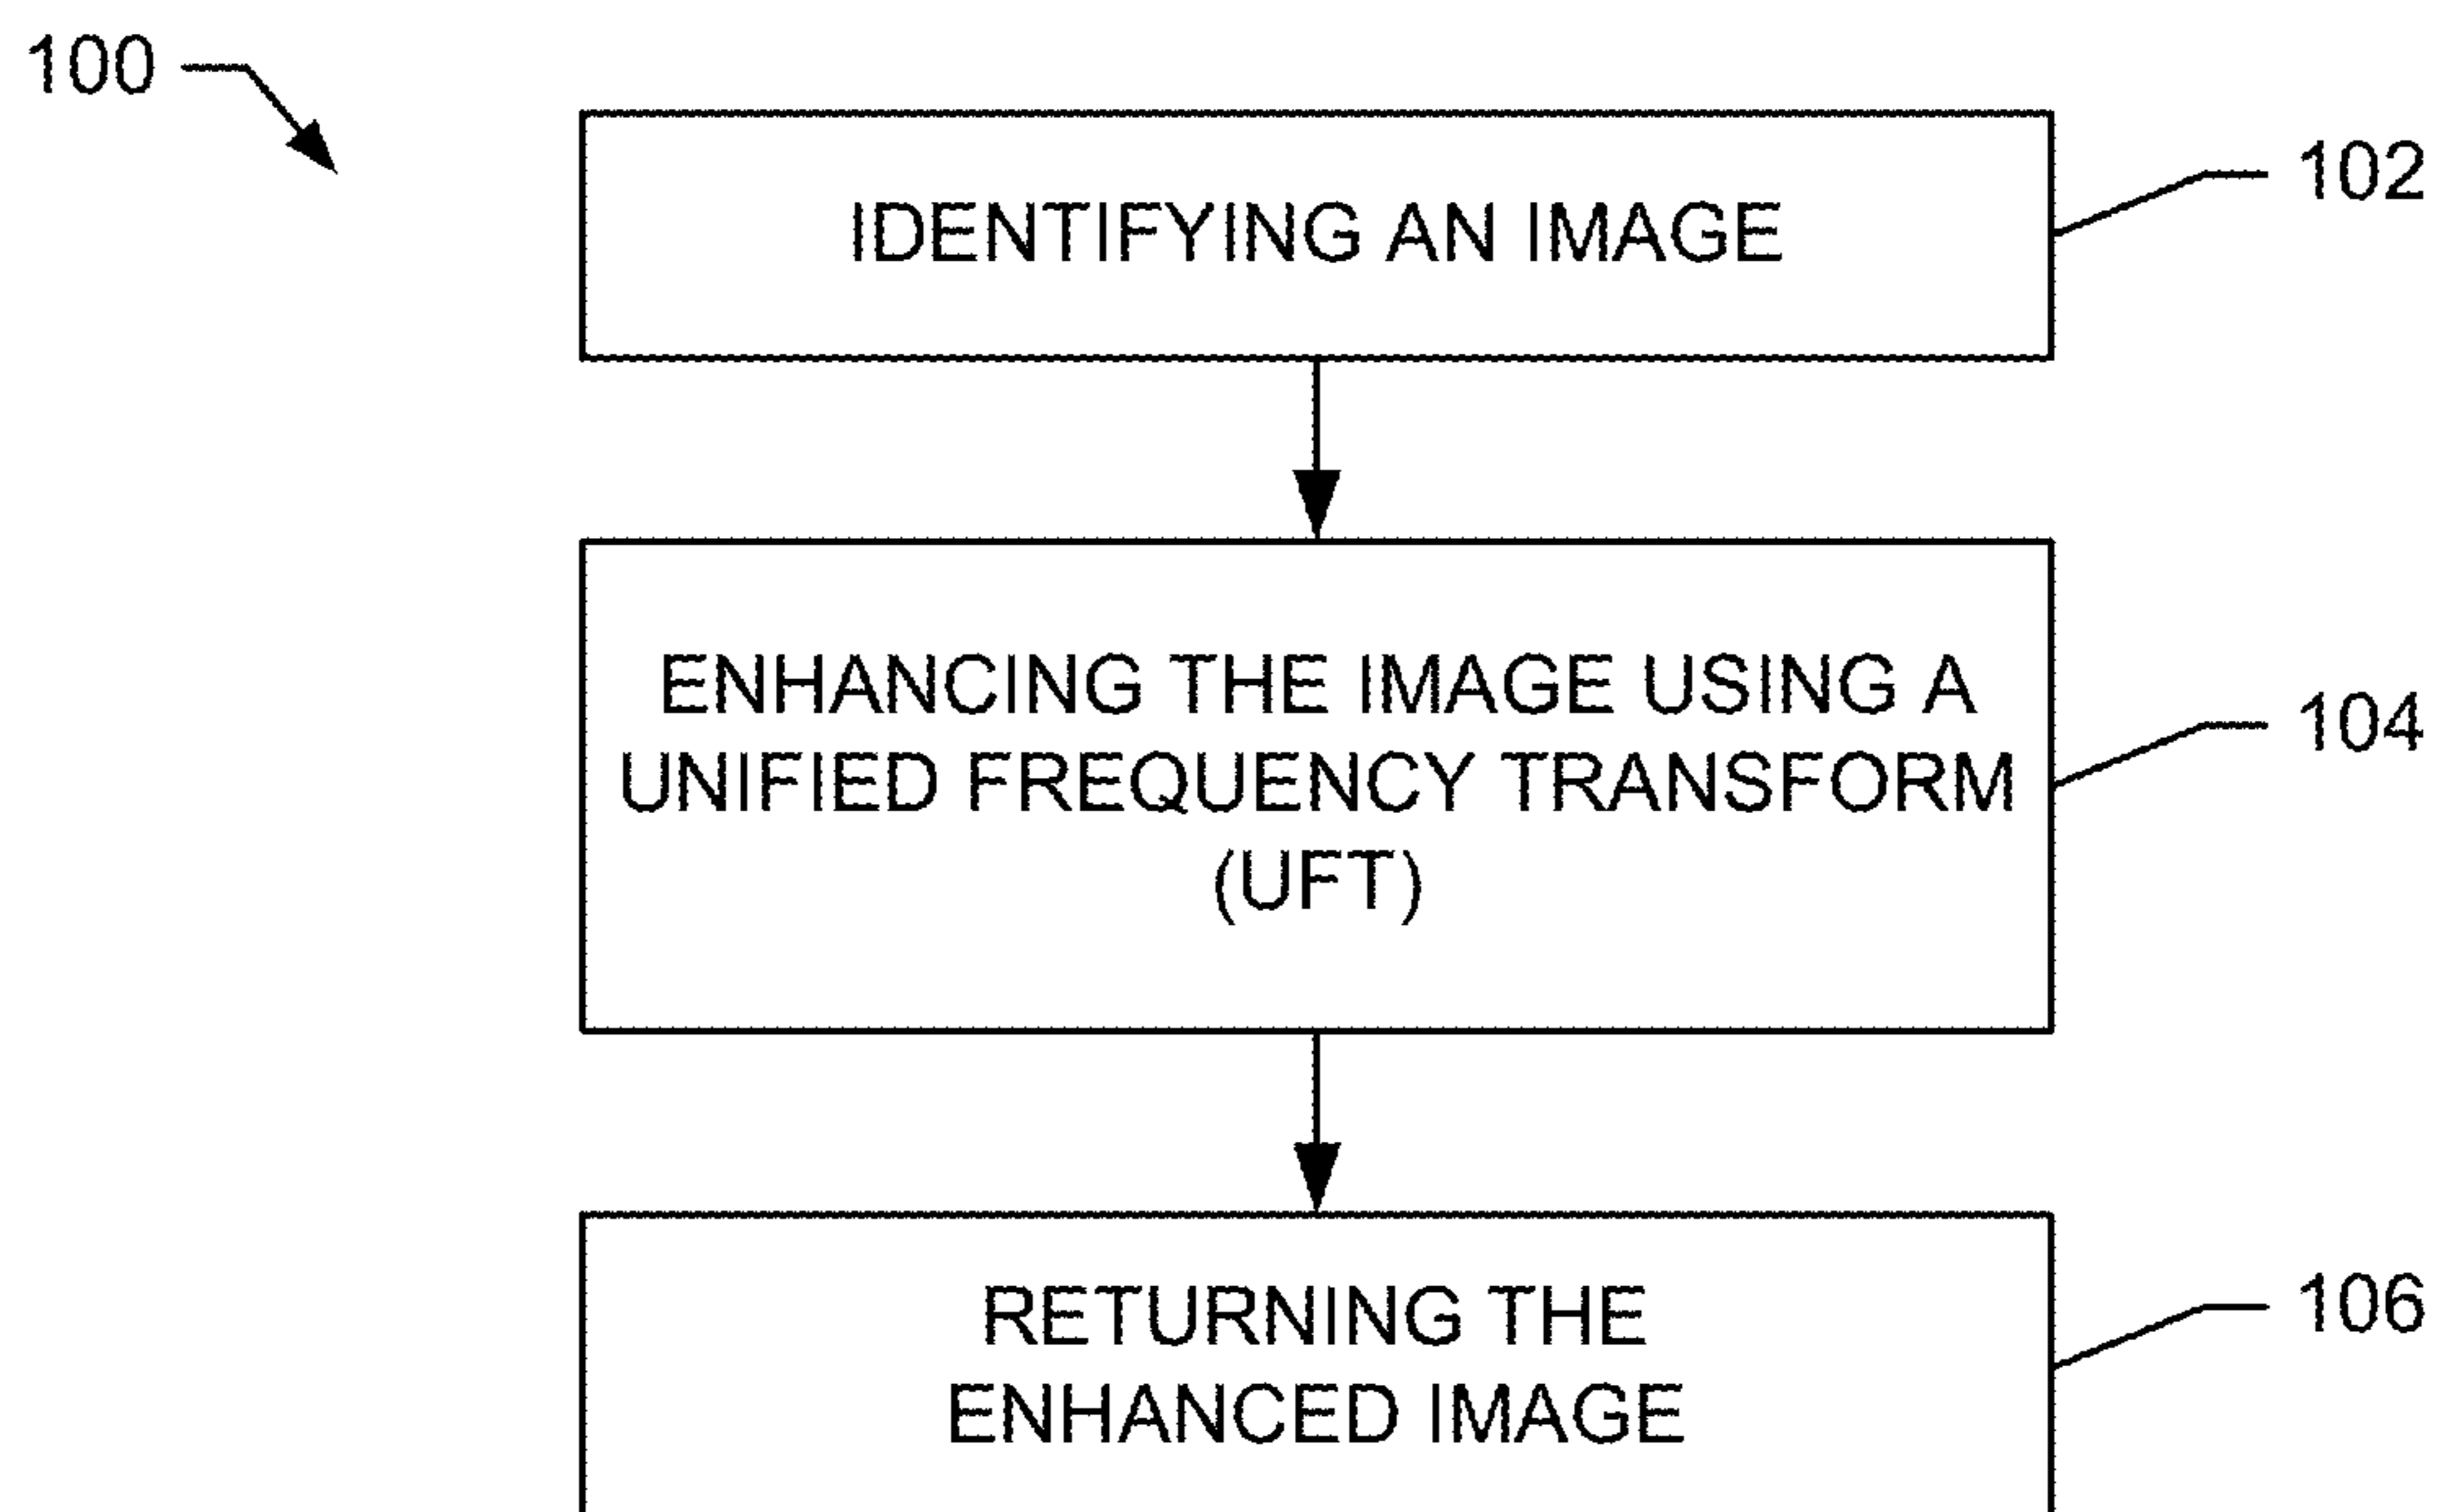 100
IDENTIFYING AN IMAGE
102
ENHANCING THE IMAGE USING A
UNIFIED FREQUENCY TRANSFORM
(UFT)
104
RETURNING THE
ENHANCED IMAGE
106